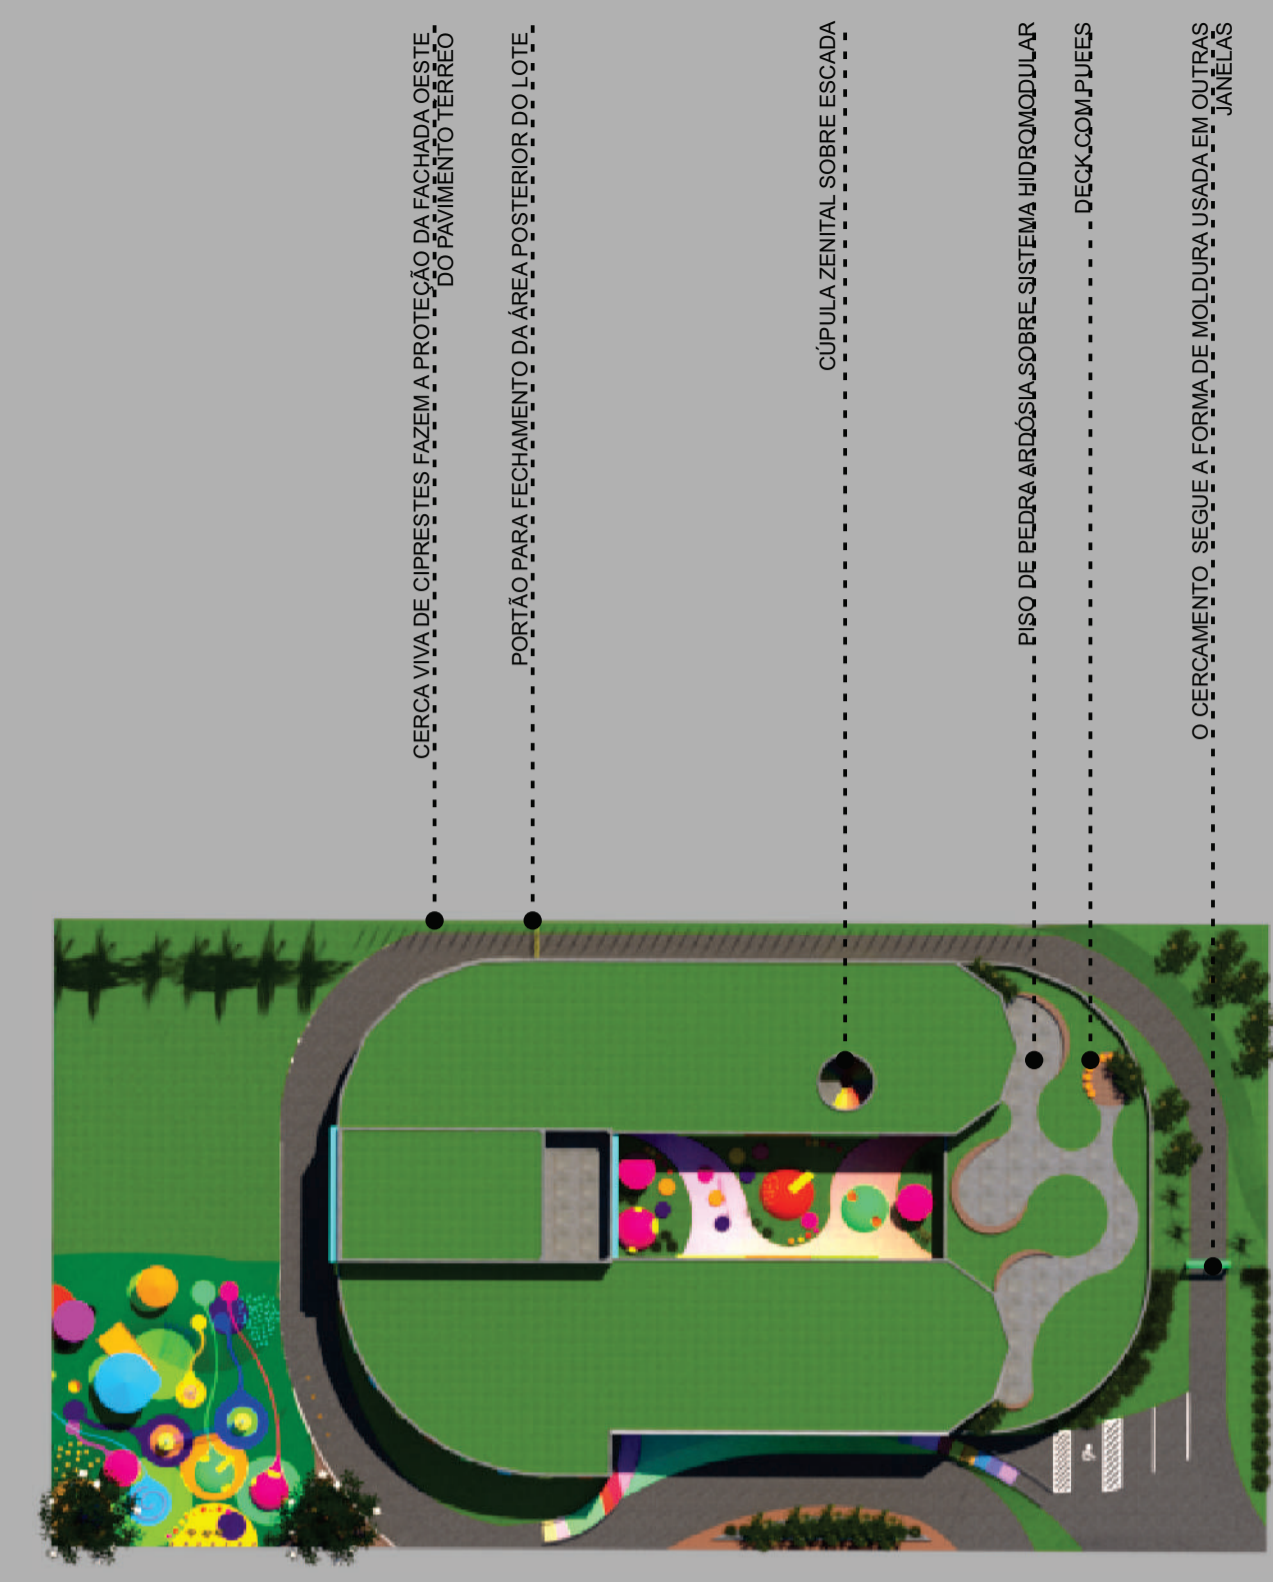 CERCA VIVA DE CIPRESTES FAZEM A PROTEÇÃO DA FACHADA OESTE
DO PAVIMENTO TÉRREO
PORTÃO PARA FECHAMENTO DA ÁREA POSTERIOR DO LOTE
CÚPULA ZENITAL SOBRE ESCADA
PISO DE PEDRA ARDÓSIA SOBRE SISTEMA HIDROMODULAR
DECK COM PUFES
O CERCAMENTO SEGUE A FORMA DE MOLDURA USADA EM OUTRAS
JANELAS